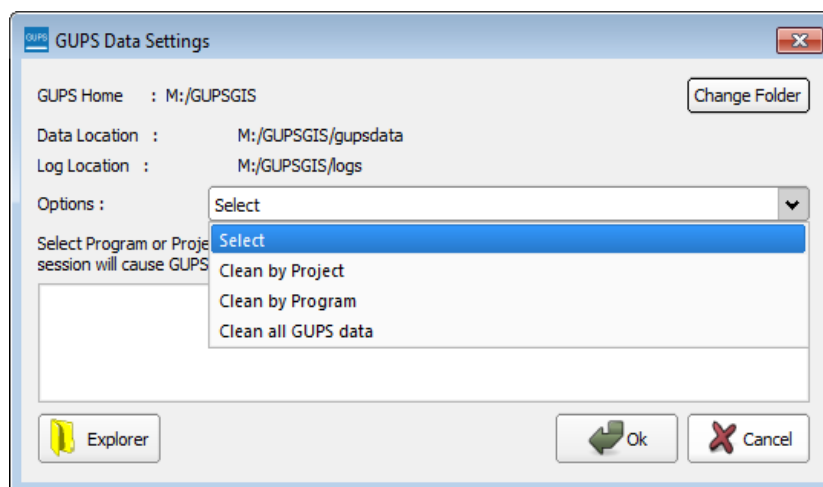 GUPS GUPS Data Settings
GUPS Home : M:/GUPSGIS Change Folder
Data Location : M:/GUPSGIS/gupsdata
Log Location : M:/GUPSGIS/logs
Options : Select
Select Program or Proje Select
session will cause GUPS
Clean by Project
Clean by Program
Clean all GUPS data
Explorer Ok Cancel